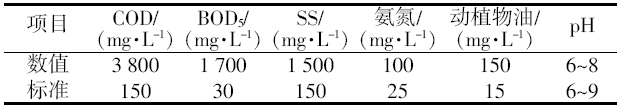 项目 COD/(mg·L⁻¹) BOD₅/(mg·L⁻¹) SS/(mg·L⁻¹) 氨氮/(mg·L⁻¹) 动植物油/(mg·L⁻¹) pH
数值 3 800 1 700 1 500 100 150 6~8
标准 150 30 150 25 15 6~9